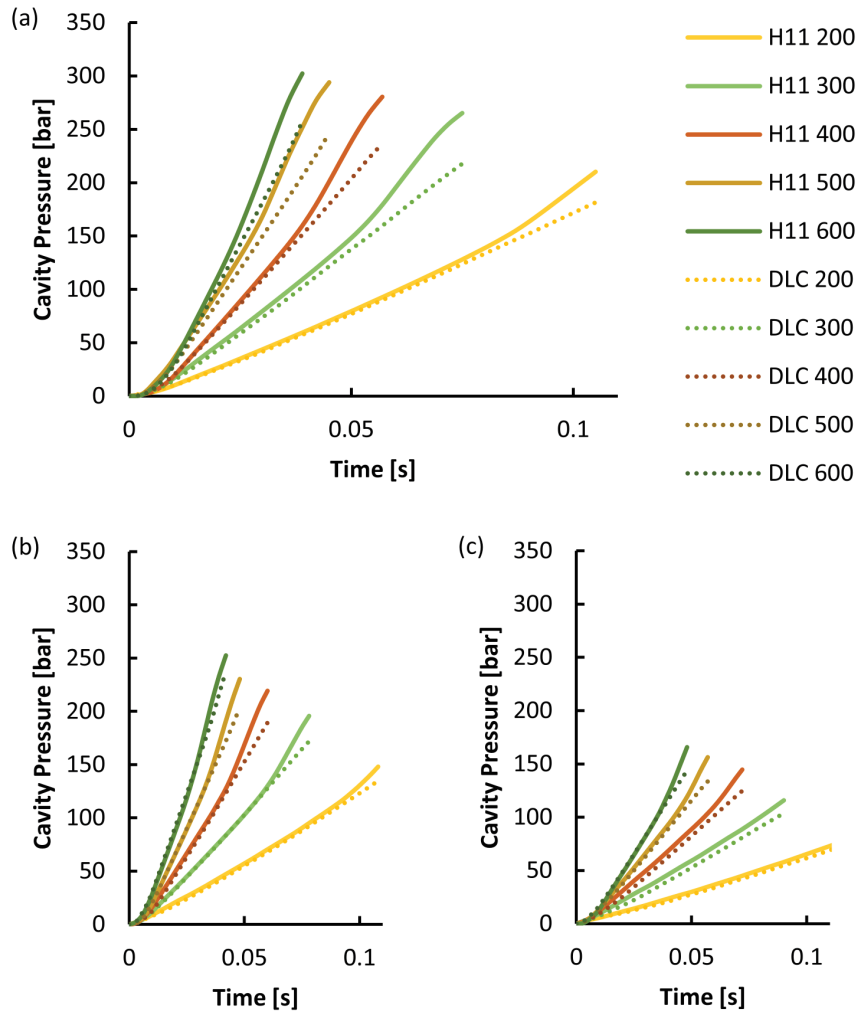 (a)
350
300
250
200
150
100
50
0
Cavity Pressure [bar]
0
0.05
0.1
Time [s]
H11 200
H11 300
H11 400
H11 500
H11 600
DLC 200
DLC 300
DLC 400
DLC 500
DLC 600
(b)
350
300
250
200
150
100
50
0
Cavity Pressure [bar]
0
0.05
0.1
Time [s]
(c)
350
300
250
200
150
100
50
0
Cavity Pressure [bar]
0
0.05
0.1
Time [s]